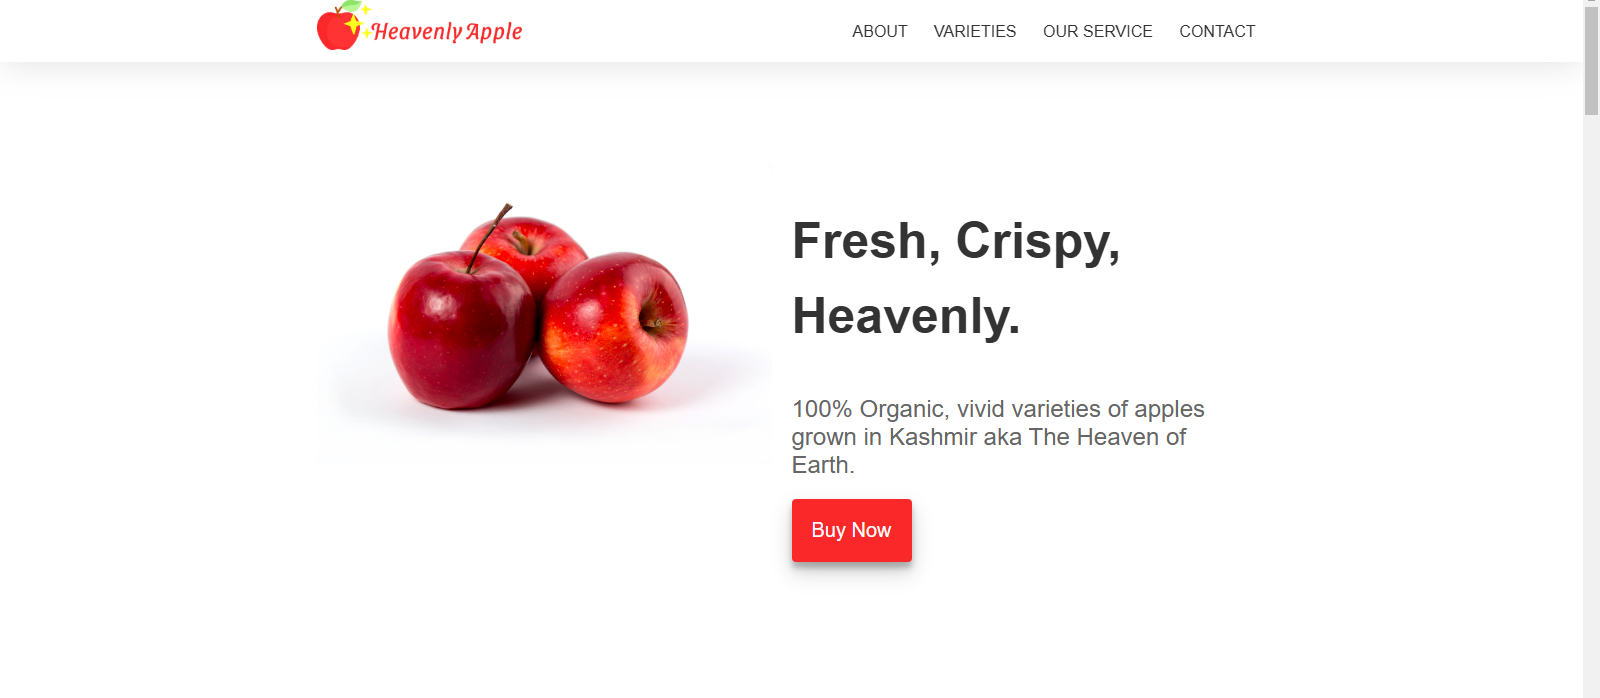 Heavenly Apple
ABOUT VARIETIES OUR SERVICE CONTACT
Fresh, Crispy,
Heavenly.
100% Organic, vivid varieties of apples
grown in Kashmir aka The Heaven of
Earth.
Buy Now